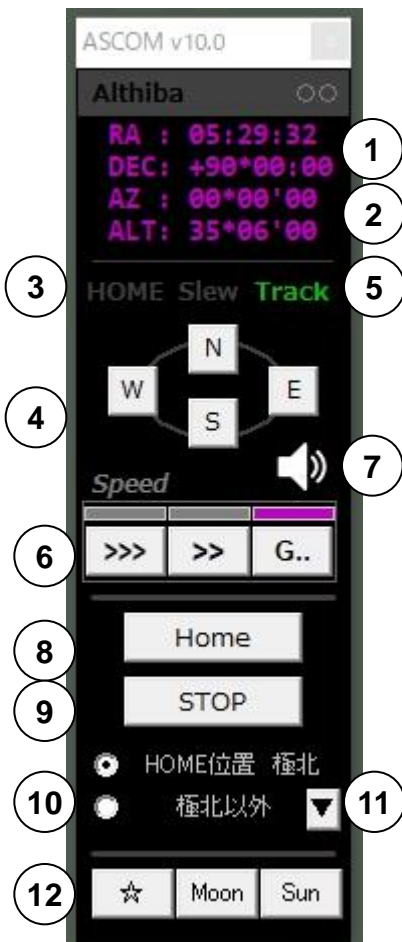 ASCOM v10.0
Althiba
RA : 05:29:32
DEC: +90*00:00
AZ : 00*00'00
ALT: 35*06'00
1
2
3
HOME Slew Track
5
N
W
E
S
4
7
Speed
6
>>> >> G..
8
Home
9
STOP
HOME位置 極北
10
極北以外 ▼
11
12
☆ Moon Sun